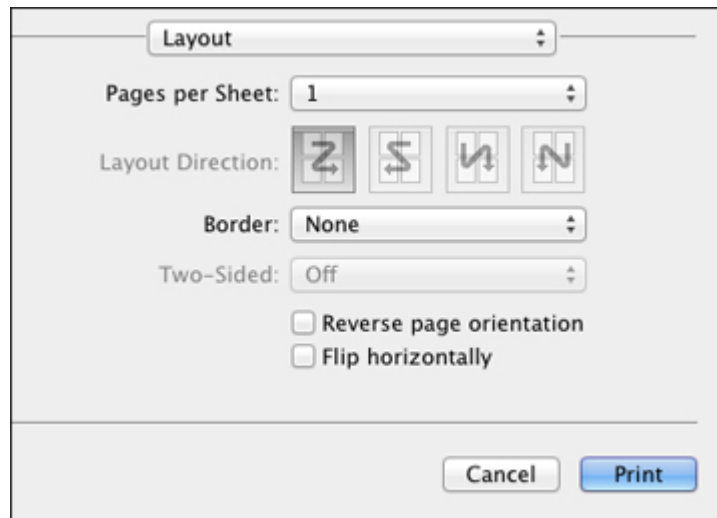 Layout
Pages per Sheet: 1
Layout Direction:
Border: None
Two-Sided: Off
Reverse page orientation
Flip horizontally
Cancel Print